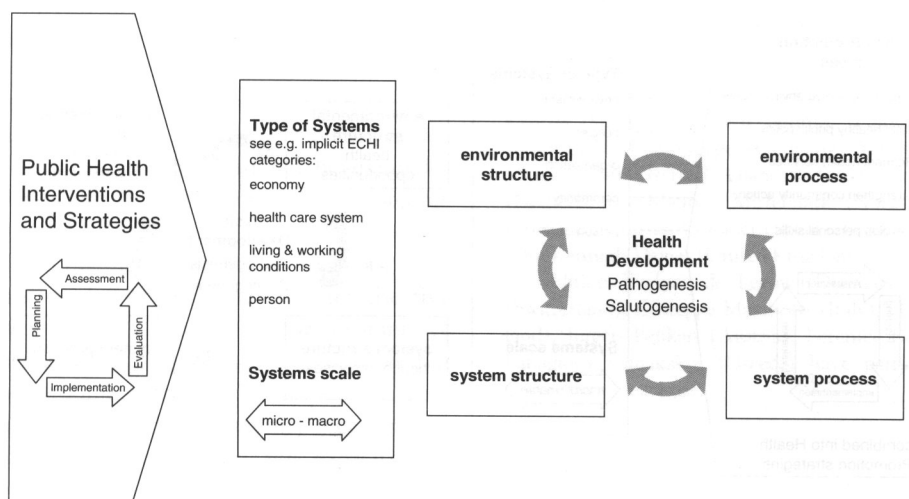 Public Health
Interventions
and Strategies
Assessment
Planning
Evaluation
Implementation
Type of Systems
see e.g. implicit ECHI
categories:
economy
health care system
living & working
conditions
person
Systems scale
micro - macro
environmental
structure
environmental
process
Health
Development
Pathogenesis
Salutogenesis
system structure
system process